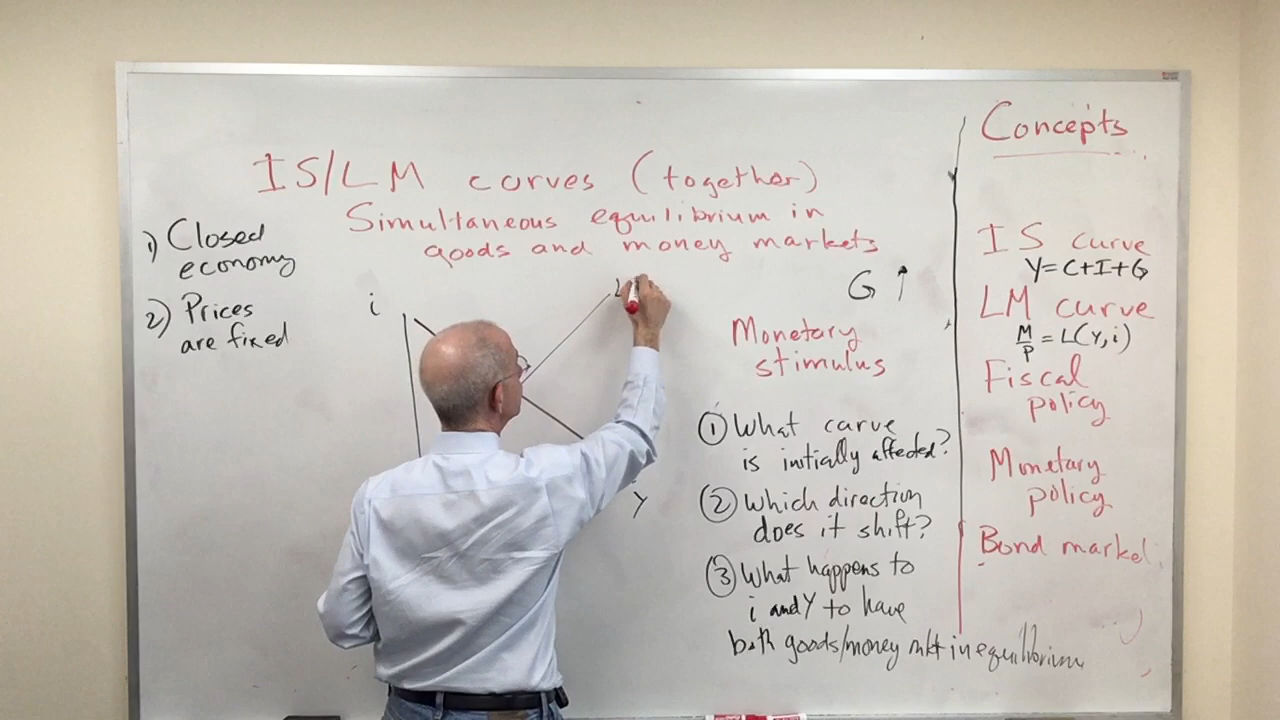 IS/LM curves (together)
Simultaneous equilibrium in
goods and money markets
1) Closed
economy
2) Prices
are fixed
i
L
Y
G ↑
Monetary
stimulus
① What curve
is initially affected?
② Which direction
does it shift?
③ What happens to
i and Y to have
both goods/money mkt in equilibrium
Concepts
IS curve
Y=C+I+G
LM curve
M/P = L(Y,i)
Fiscal
policy
Monetary
policy
Bond market